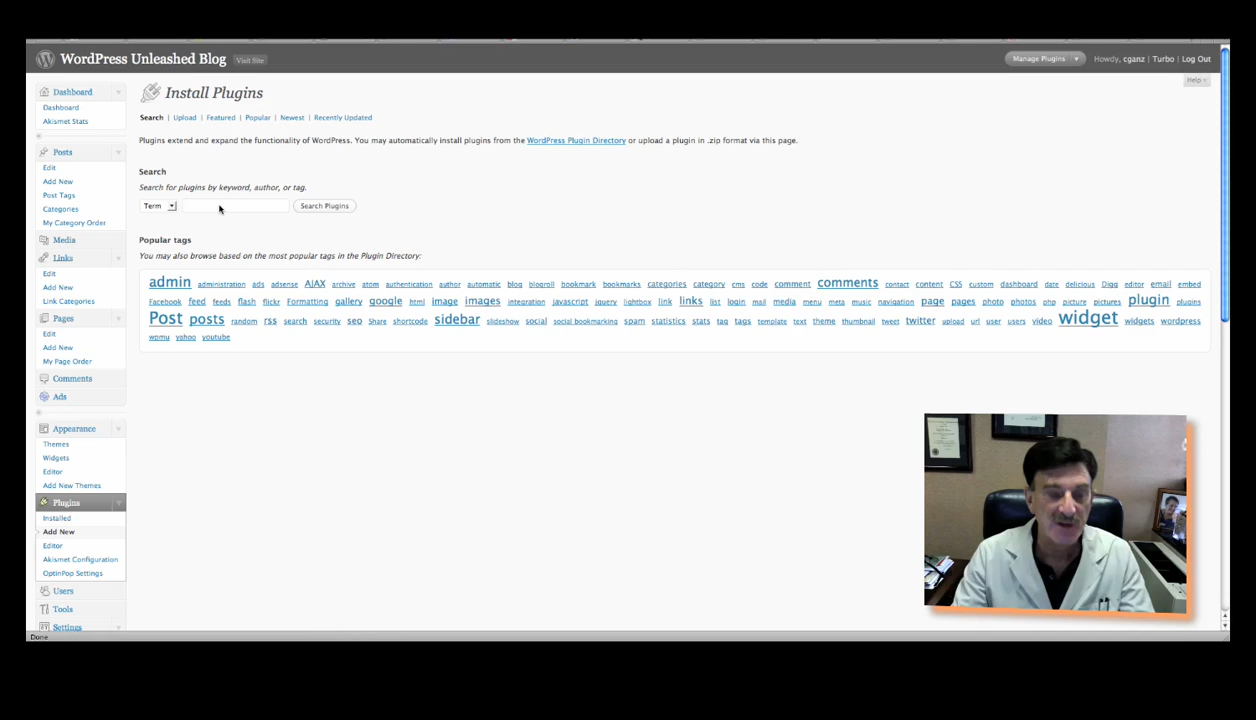 WordPress Unleashed Blog Visit Site
Manage Plugins Howdy, cganz | Turbo | Log Out
Help
Dashboard
Dashboard
Akismet Stats
Posts
Edit
Add New
Post Tags
Categories
My Category Order
Media
Links
Edit
Add New
Link Categories
Pages
Edit
Add New
My Page Order
Comments
Ads
Appearance
Themes
Widgets
Editor
Add New Themes
Plugins
Installed
Add New
Editor
Akismet Configuration
OptinPop Settings
Users
Tools
Settings
Install Plugins
Search | Upload | Featured | Popular | Newest | Recently Updated
Plugins extend and expand the functionality of WordPress. You may automatically install plugins from the WordPress Plugin Directory or upload a plugin in .zip format via this page.
Search
Search for plugins by keyword, author, or tag.
Term Search Plugins
Popular tags
You may also browse based on the most popular tags in the Plugin Directory:
admin administration ads adsense AJAX archive atom authentication author automatic blog blogroll bookmark bookmarks categories category cms code comment comments contact content CSS custom dashboard date delicious Digg editor email embed
Facebook feed feeds flash flickr Formatting gallery google html image images integration javascript jquery lightbox link links list login mail media menu meta music navigation page pages photo photos php picture pictures plugin plugins
Post posts random rss search security seo Share shortcode sidebar slideshow social social bookmarking spam statistics stats tag tags template text theme thumbnail tweet twitter upload url user users video widget widgets wordpress
wpmu yahoo youtube
Done